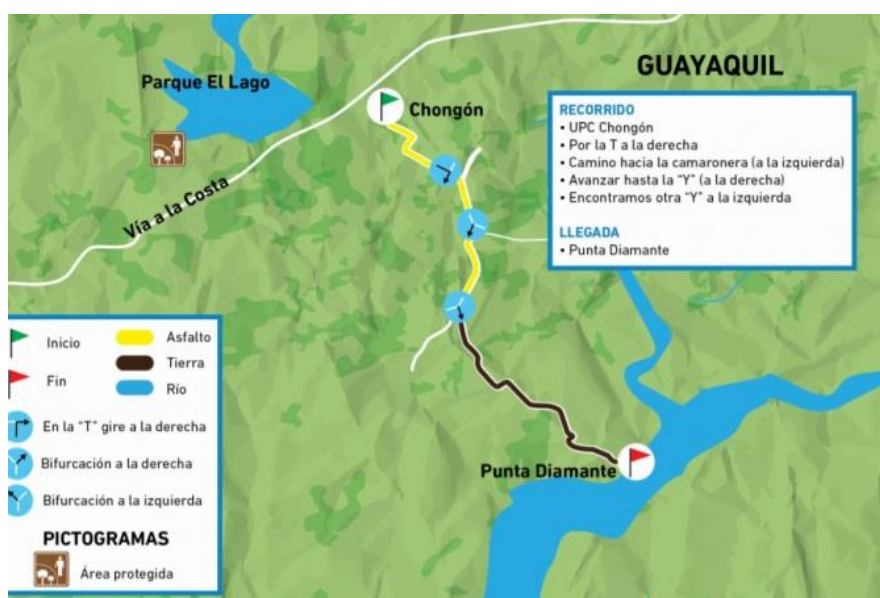 GUAYAQUIL
Parque El Lago
Chongón
Vía a la Costa
RECORRIDO
• UPC Chongón
• Por la T a la derecha
• Camino hacia la camaronera (a la izquierda)
• Avanzar hasta la “Y” (a la derecha)
• Encontramos otra “Y” a la izquierda
LLEGADA
• Punta Diamante
Punta Diamante
Inicio
Fin
Asfalto
Tierra
Río
En la “T” gire a la derecha
Bifurcación a la derecha
Bifurcación a la izquierda
PICTOGRAMAS
Área protegida